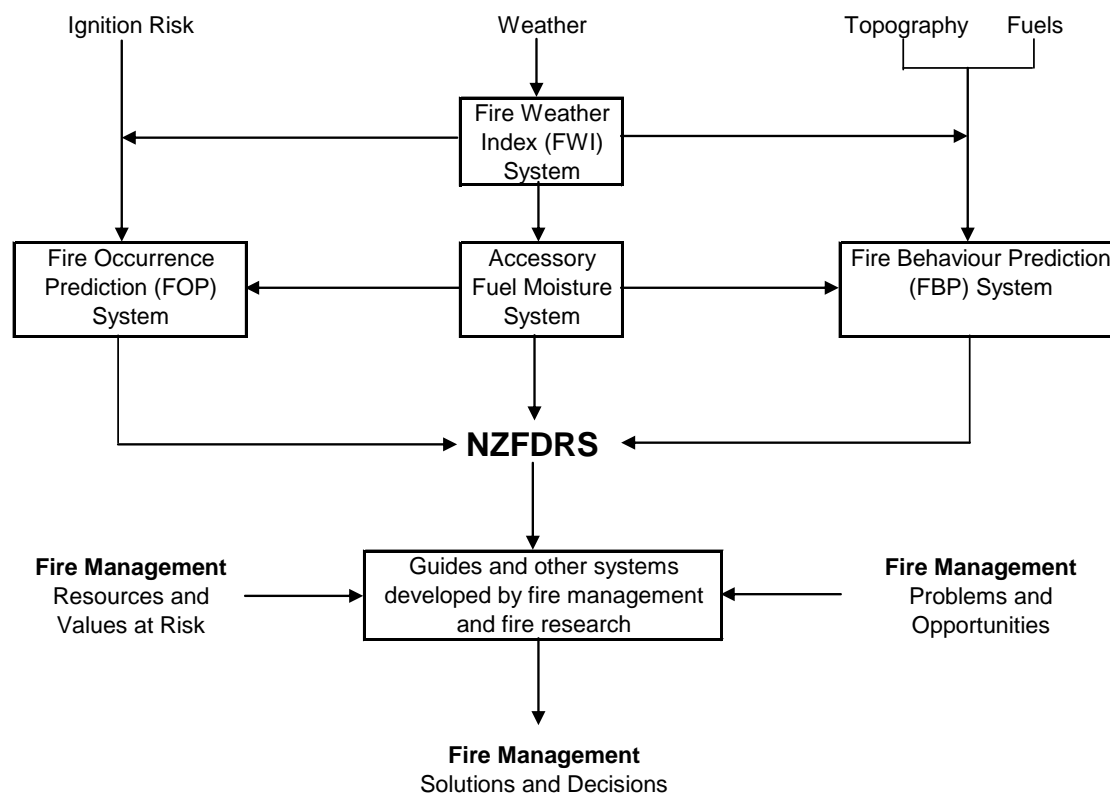 Ignition Risk
Weather
Topography
Fuels
Fire Weather
Index (FWI)
System
Fire Occurrence
Prediction (FOP)
System
Accessory
Fuel Moisture
System
Fire Behaviour Prediction
(FBP) System
NZFDRS
Fire Management
Resources and
Values at Risk
Guides and other systems
developed by fire management
and fire research
Fire Management
Problems and
Opportunities
Fire Management
Solutions and Decisions